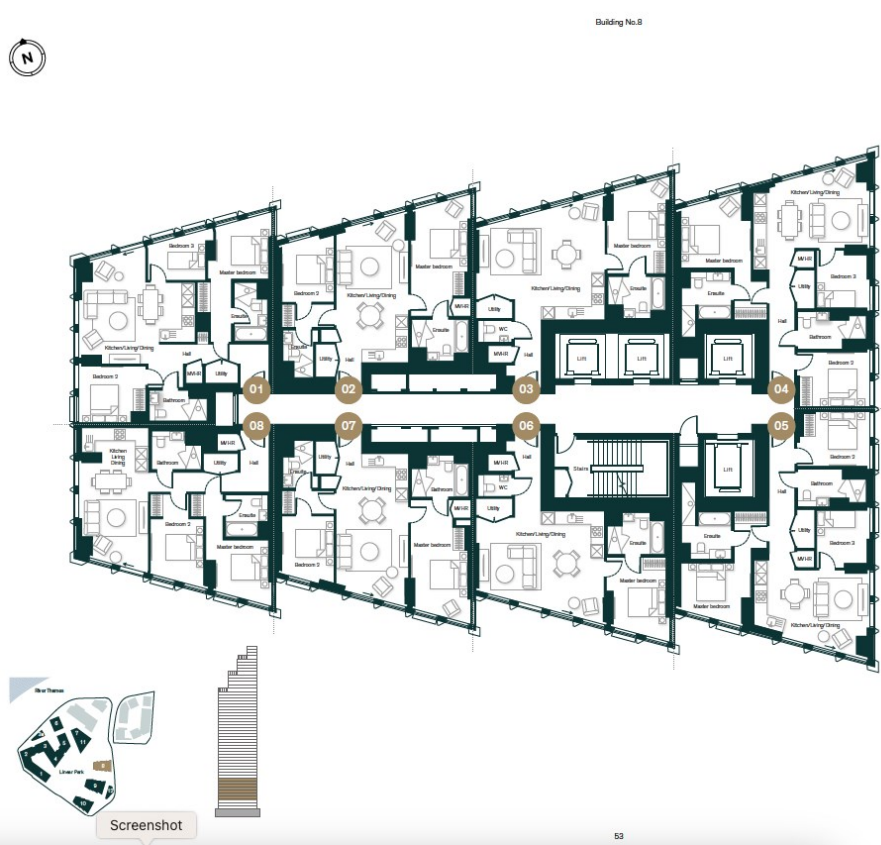 Building No.8
N
Kitchen/Living/Dining
Bedroom 3
Master bedroom
Ensuite
Kitchen/Living/Dining
Hall
MVHR
Utility
Bedroom 2
Bathroom
01
Bedroom 2
Kitchen/Living/Dining
Master bedroom
MVHR
Ensuite
Ensuite
Utility
Hall
02
Master bedroom
Kitchen/Living/Dining
Ensuite
Utility
WC
MVHR
Hall
Lift
Lift
Lift
03
Kitchen/Living/Dining
Master bedroom
MVHR
Utility
Bedroom 3
Ensuite
Hall
Bathroom
Bedroom 2
04
08
MVHR
Kitchen
Living
Dining
Bathroom
Utility
Hall
Bedroom 2
Ensuite
Master bedroom
07
Ensuite
Utility
Hall
Kitchen/Living/Dining
Bathroom
MVHR
Master bedroom
Bedroom 2
06
MVHR
Hall
WC
Utility
Stairs
Kitchen/Living/Dining
Ensuite
Master bedroom
05
Bedroom 2
Lift
Bathroom
Hall
Utility
Ensuite
Bedroom 3
MVHR
Master bedroom
Kitchen/Living/Dining
River Thames
Linear Park
Screenshot
53